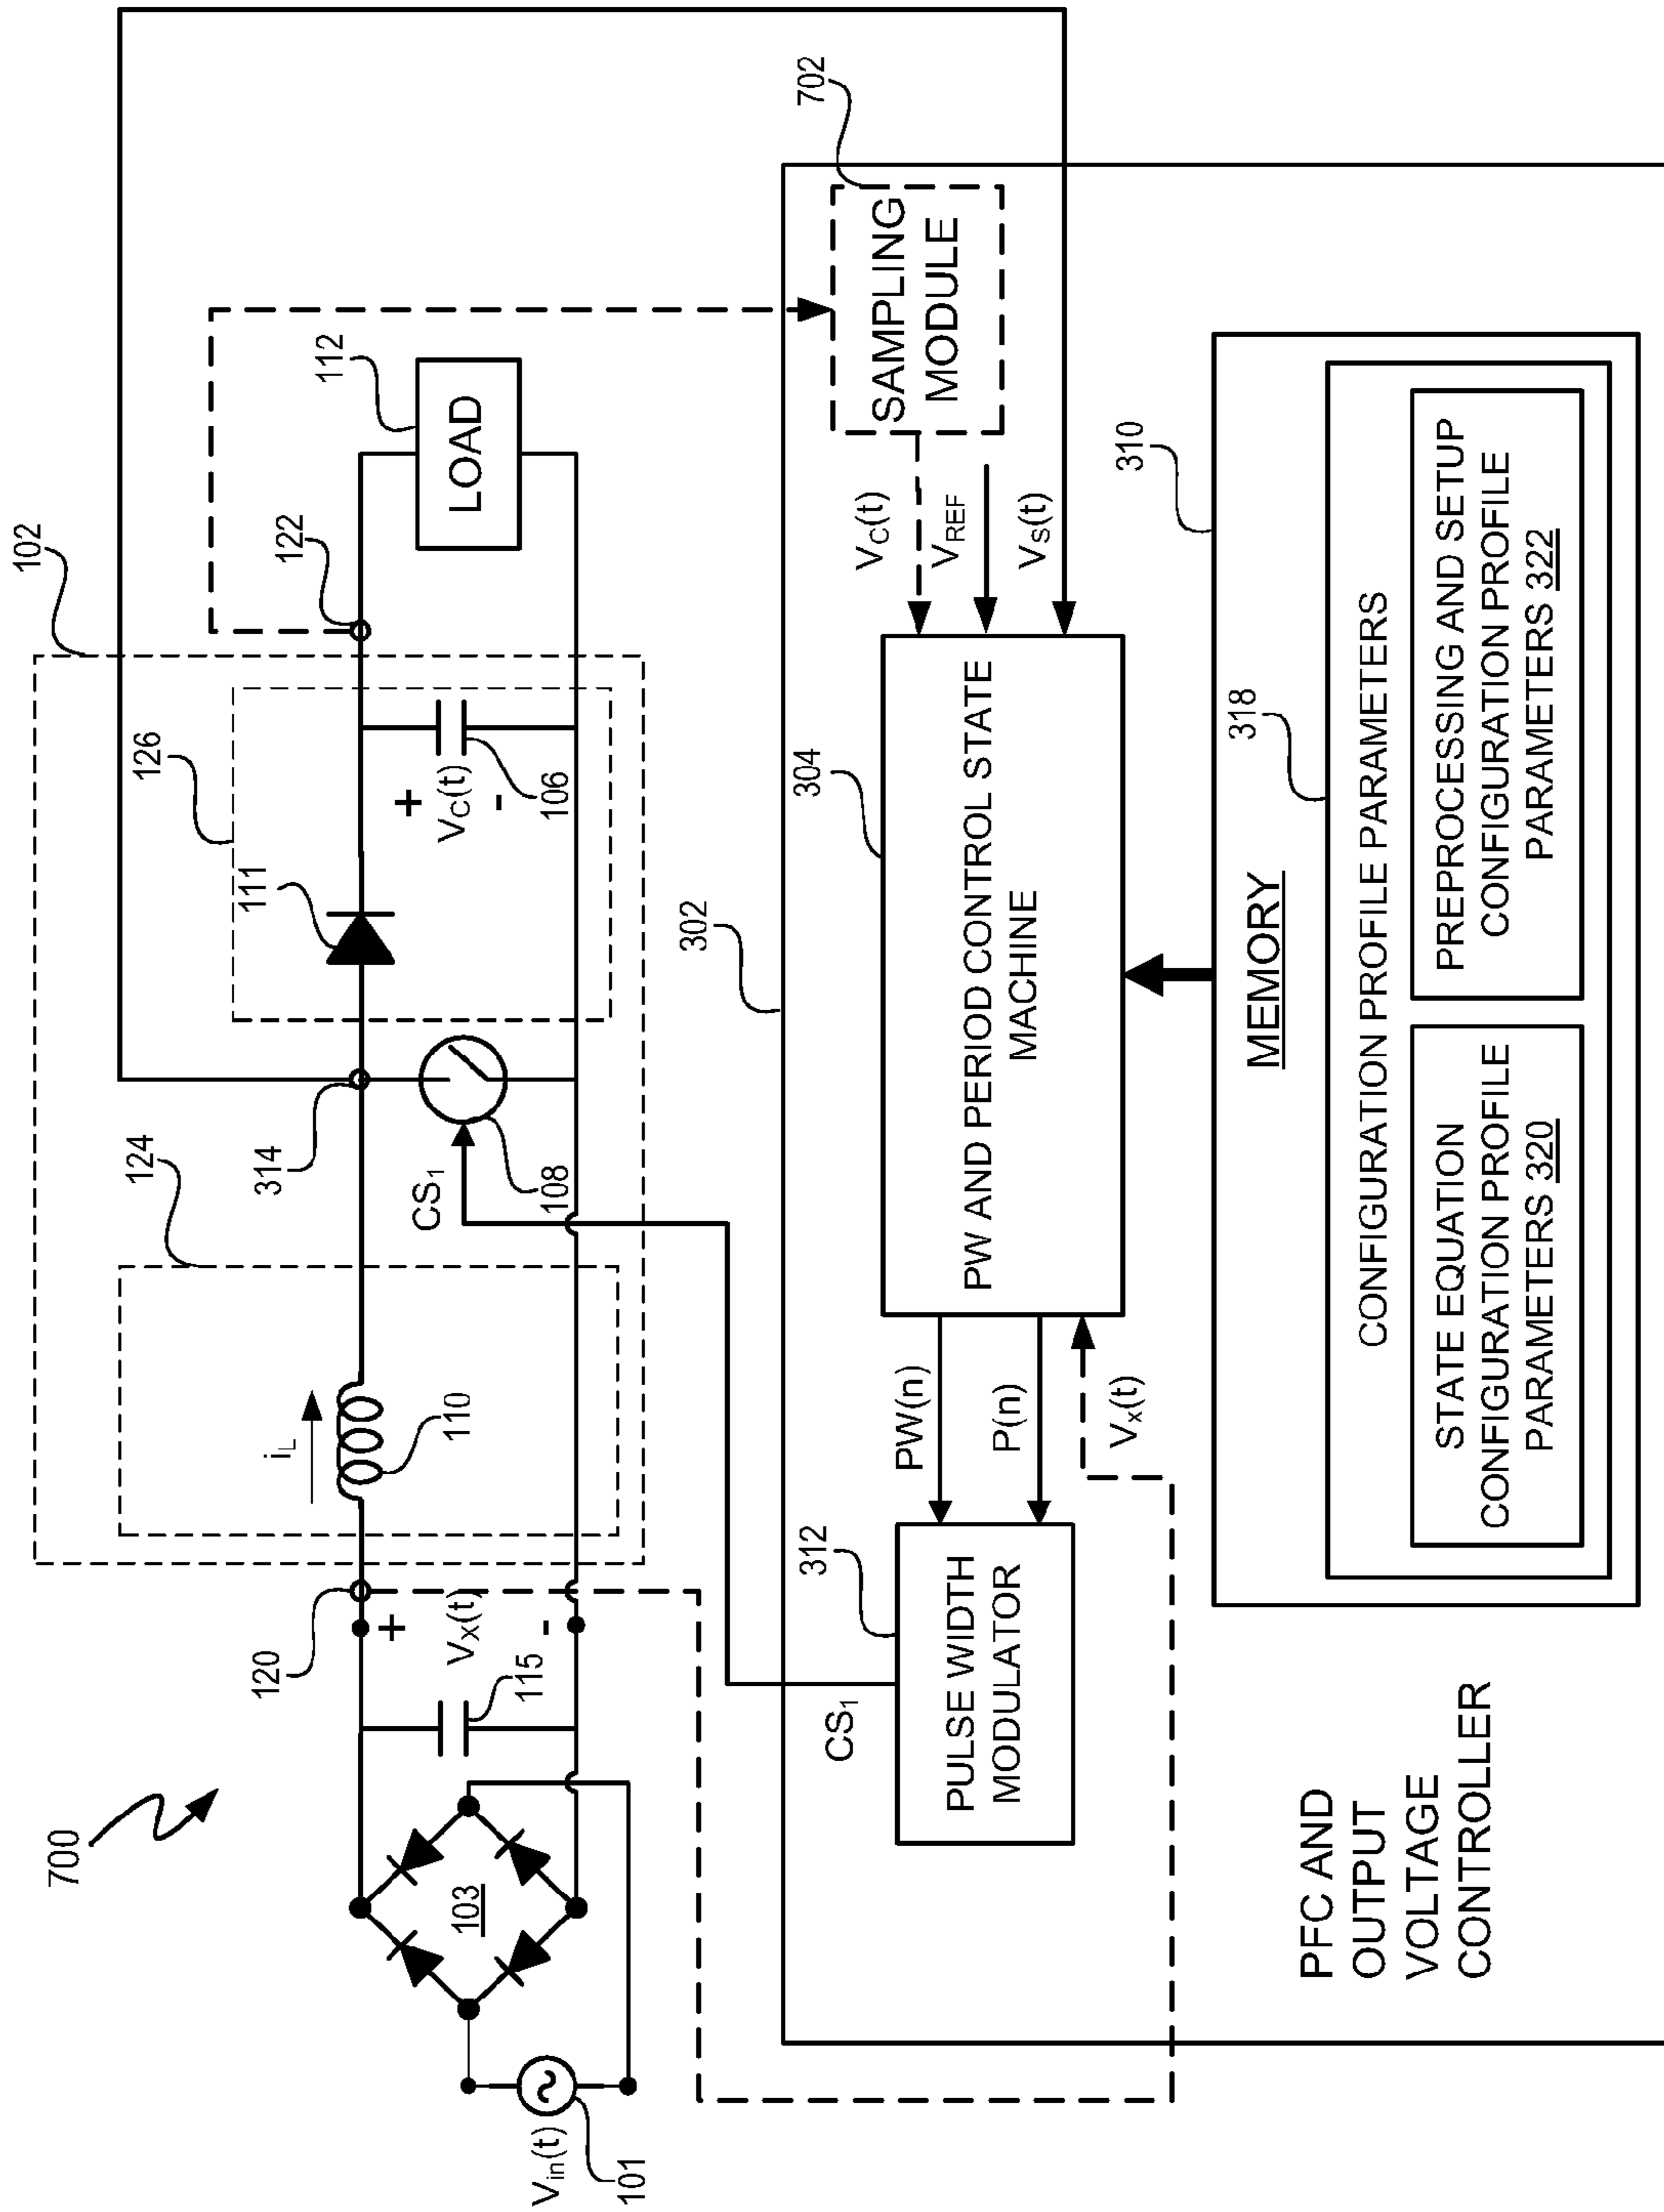 700
102
124
126
110
i_L
314
CS₁
108
111
+
V_C(t)
-
106
122
112
LOAD
120
+
V_X(t)
-
115
103
V_in(t)
101
302
702
SAMPLING
MODULE
V_C(t)
V_REF
V_S(t)
304
PW AND PERIOD CONTROL STATE
MACHINE
PW(n)
P(n)
V_x(t)
312
CS₁
PULSE WIDTH
MODULATOR
310
MEMORY
318
CONFIGURATION PROFILE PARAMETERS
STATE EQUATION
CONFIGURATION PROFILE
PARAMETERS 320
PREPROCESSING AND SETUP
CONFIGURATION PROFILE
PARAMETERS 322
PFC AND
OUTPUT
VOLTAGE
CONTROLLER